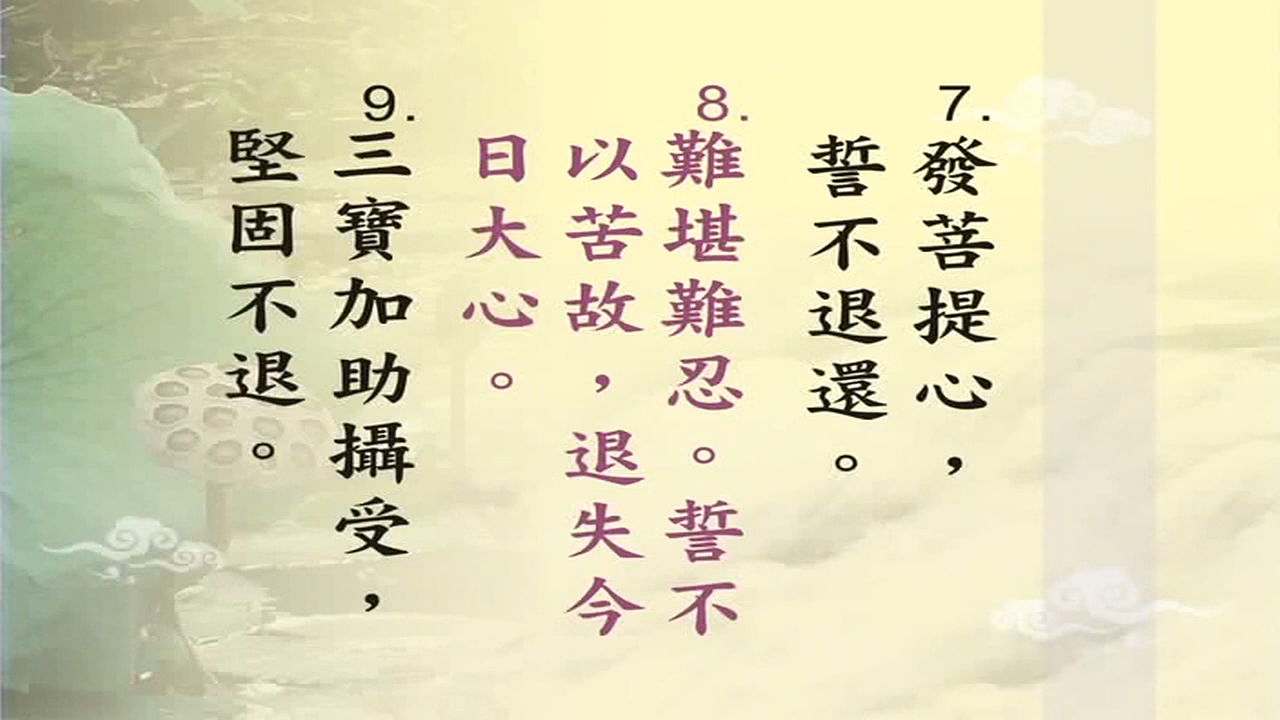 7.
發菩提心，
誓不退還。
8.
難堪難忍。誓不
以苦故，退失今
日大心。
9.
三寶加助攝受，
堅固不退。